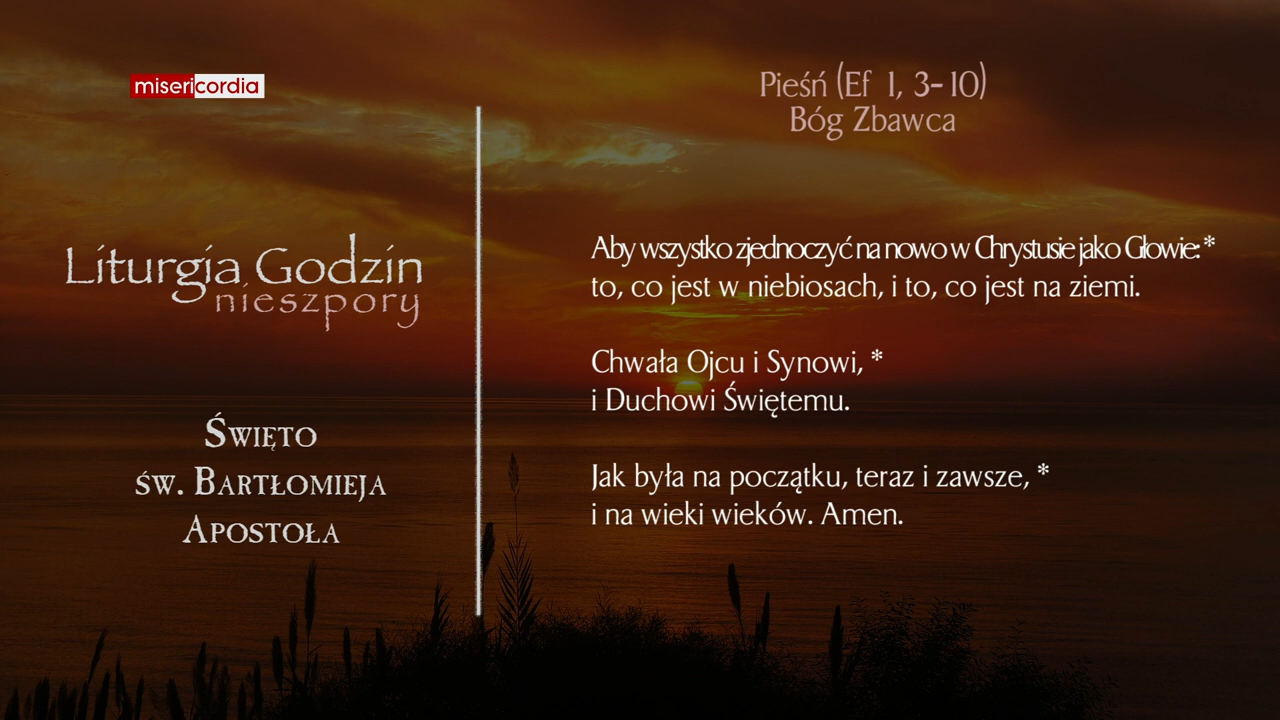 misericordia
Liturgia Godzin
nieszpory
Święto
św. Bartłomieja
Apostoła
Pieśń (Ef 1, 3-10)
Bóg Zbawca
Aby wszystko zjednoczyć na nowo w Chrystusie jako Głowie: *
to, co jest w niebiosach, i to, co jest na ziemi.
Chwała Ojcu i Synowi, *
i Duchowi Świętemu.
Jak była na początku, teraz i zawsze, *
i na wieki wieków. Amen.